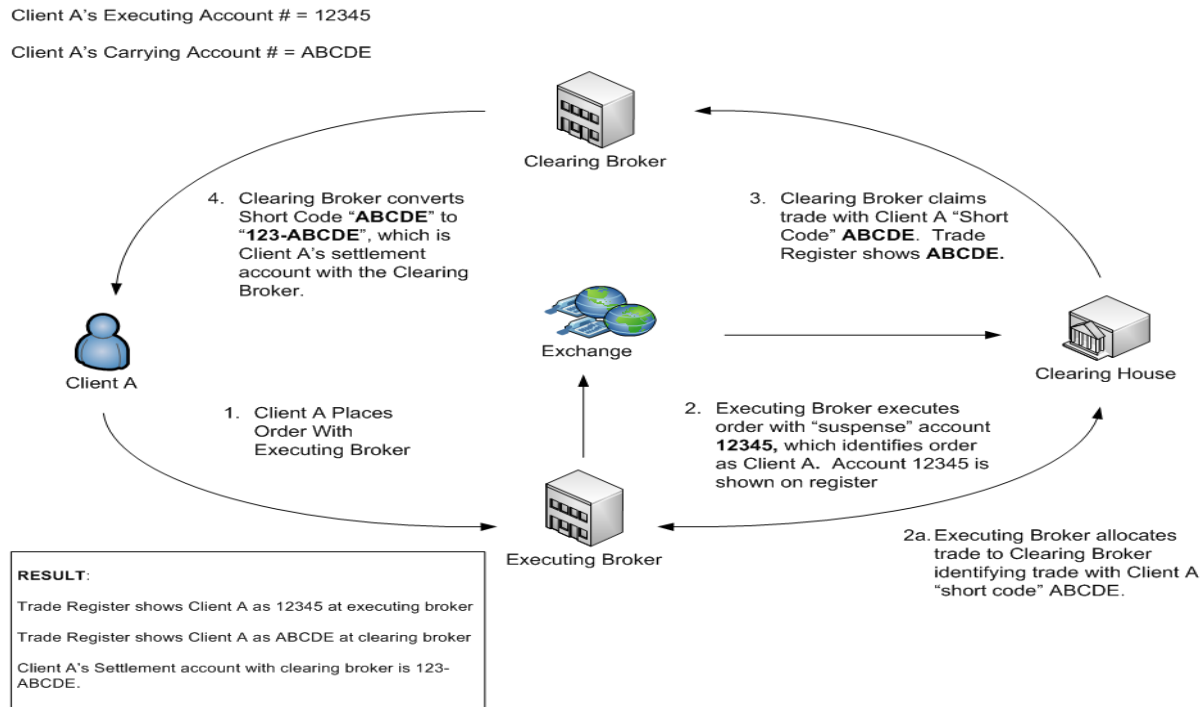 Client A's Executing Account # = 12345
Client A's Carrying Account # = ABCDE
Clearing Broker
4. Clearing Broker converts
Short Code "ABCDE" to
"123-ABCDE", which is
Client A's settlement
account with the Clearing
Broker.
3. Clearing Broker claims
trade with Client A "Short
Code" ABCDE. Trade
Register shows ABCDE.
Exchange
Client A
Clearing House
1. Client A Places
Order With
Executing Broker
2. Executing Broker executes
order with "suspense" account
12345, which identifies order
as Client A. Account 12345 is
shown on register
Executing Broker
2a. Executing Broker allocates
trade to Clearing Broker
identifying trade with Client A
"short code" ABCDE.
RESULT:
Trade Register shows Client A as 12345 at executing broker
Trade Register shows Client A as ABCDE at clearing broker
Client A's Settlement account with clearing broker is 123-
ABCDE.